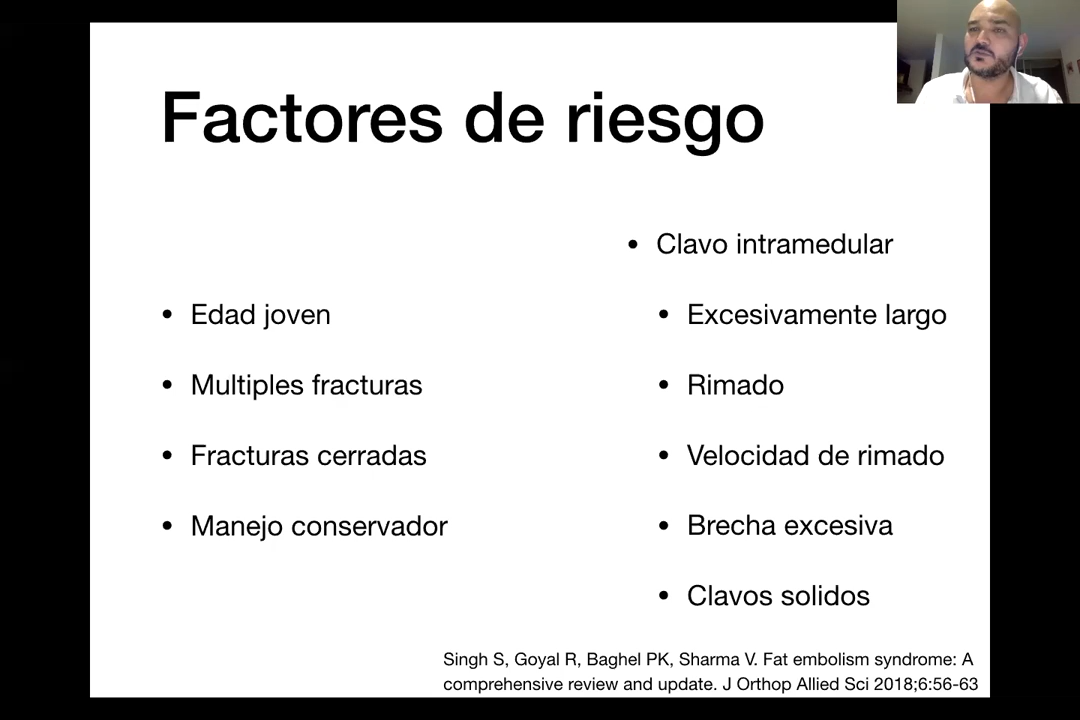 Factores de riesgo
• Edad joven
• Multiples fracturas
• Fracturas cerradas
• Manejo conservador
• Clavo intramedular
• Excesivamente largo
• Rimado
• Velocidad de rimado
• Brecha excesiva
• Clavos solidos
Singh S, Goyal R, Baghel PK, Sharma V. Fat embolism syndrome: A
comprehensive review and update. J Orthop Allied Sci 2018;6:56-63